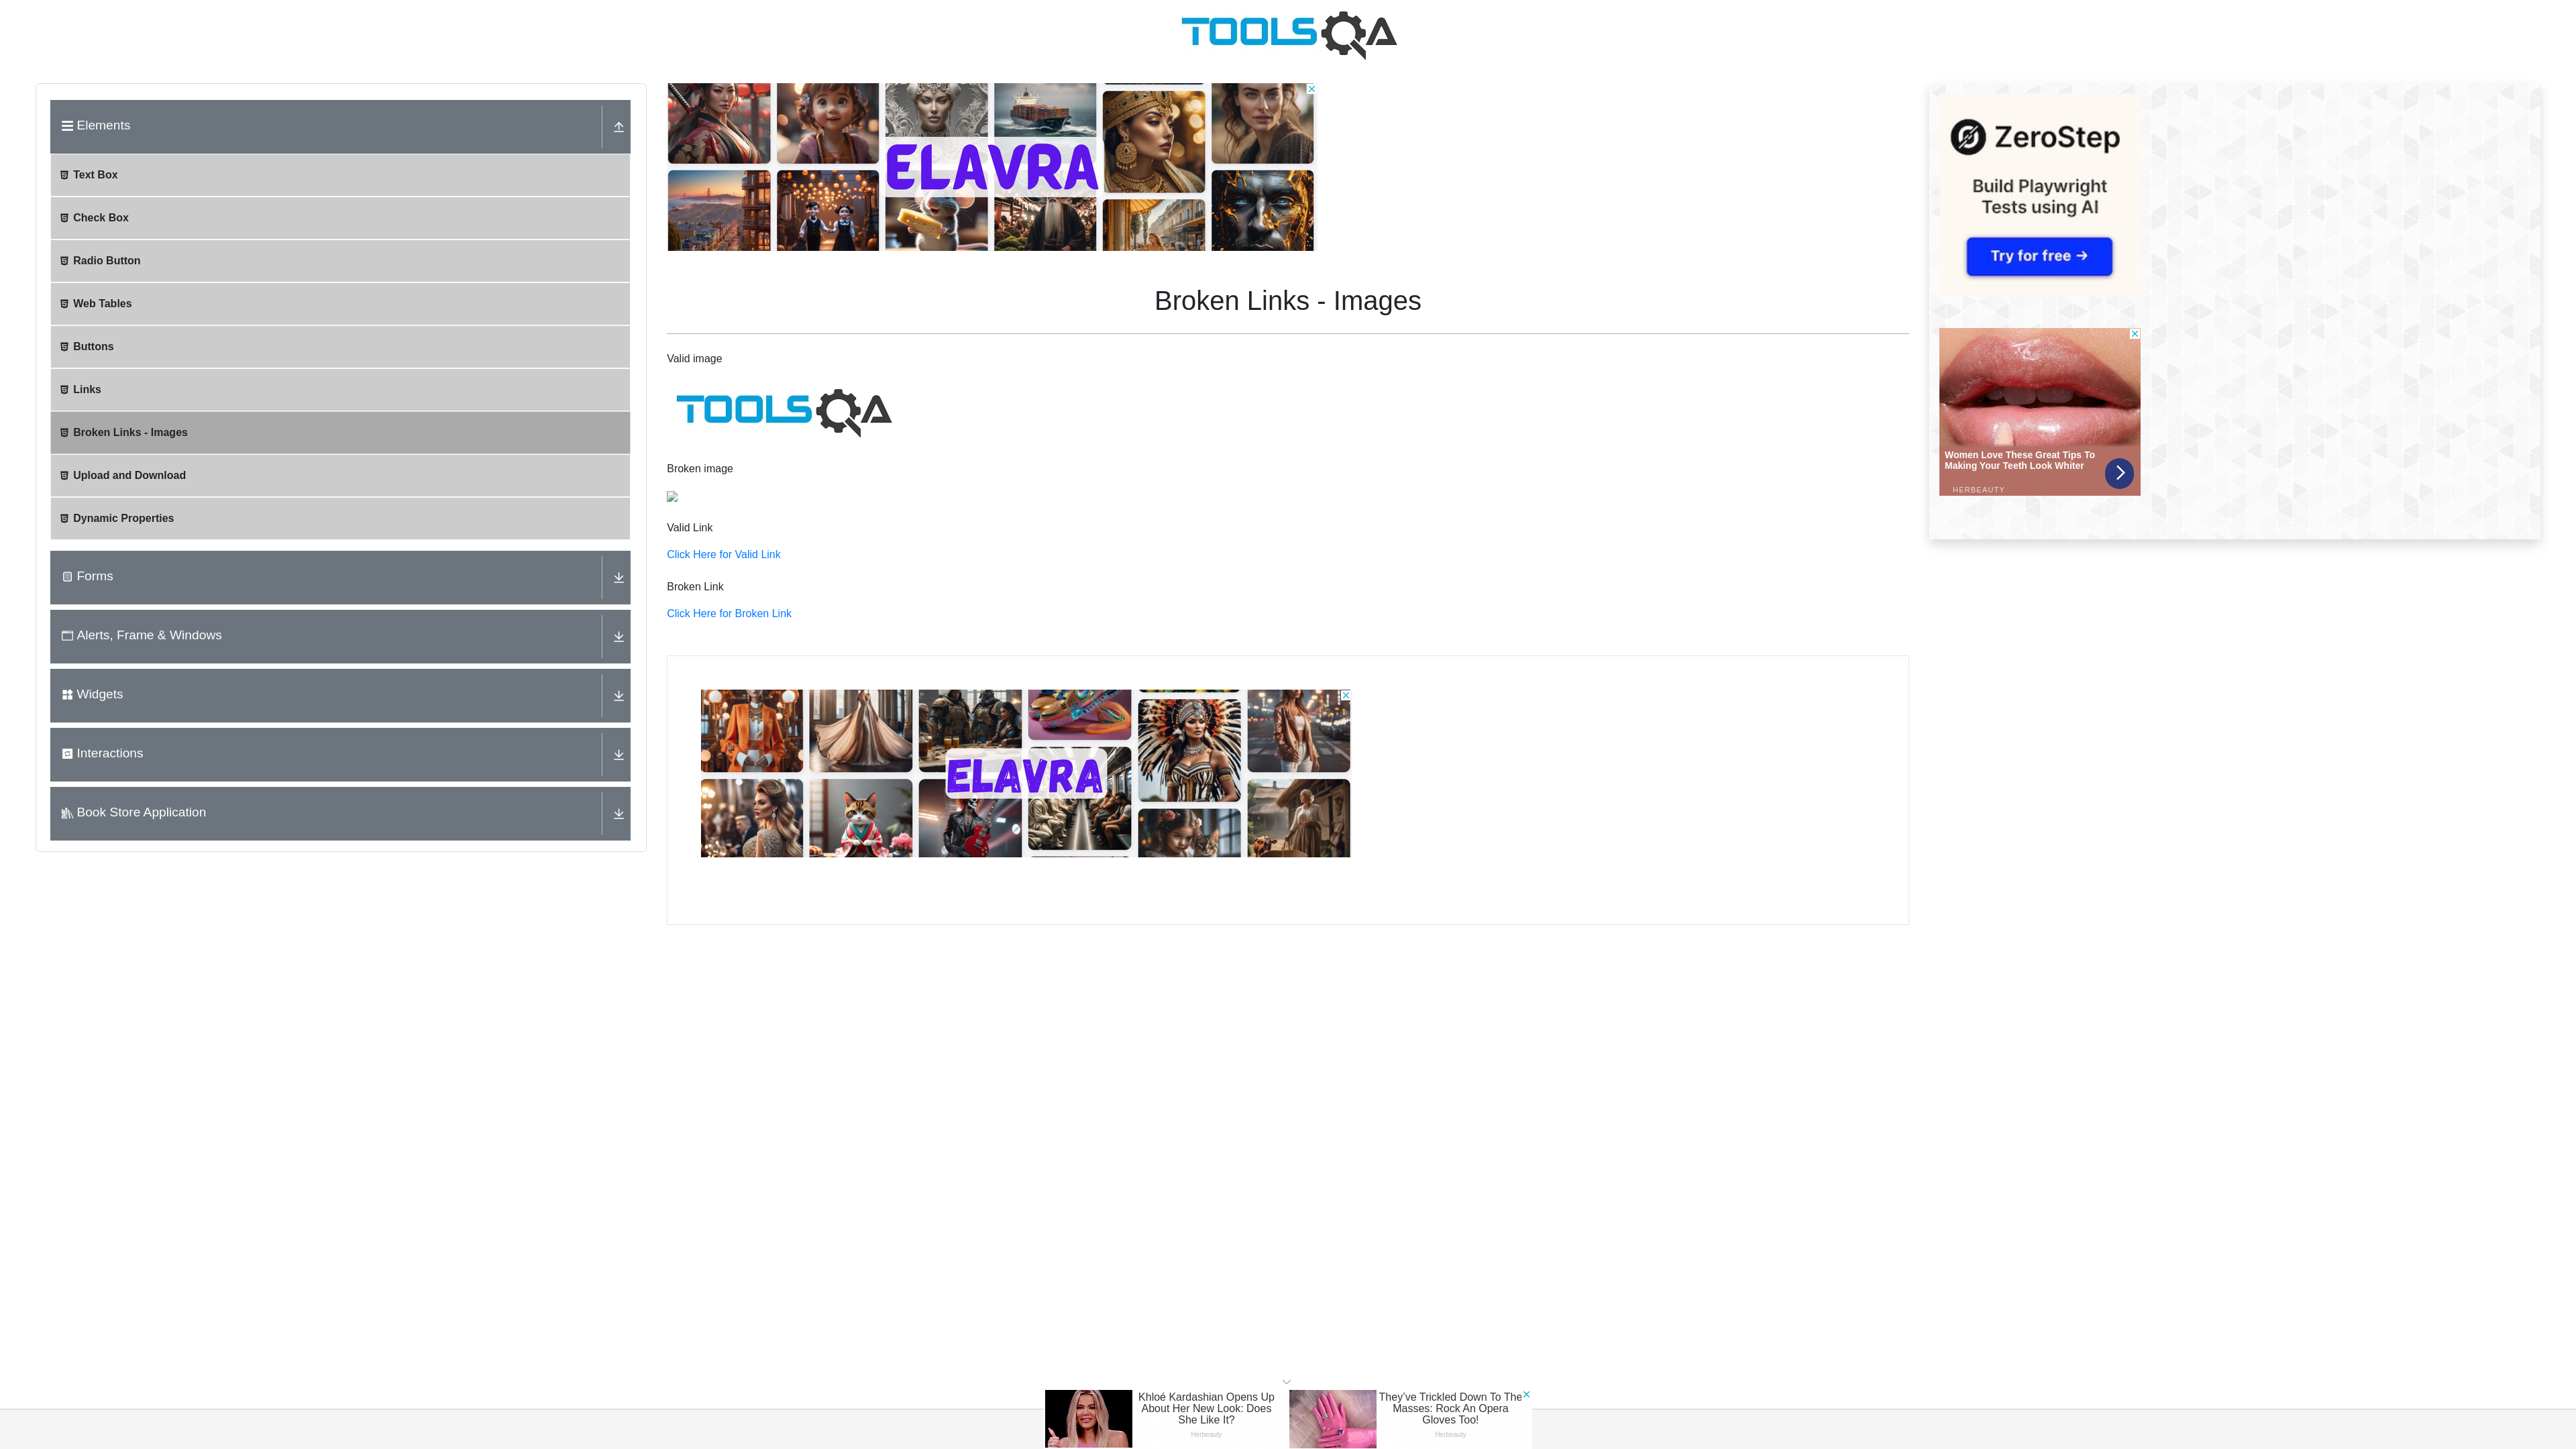 TOOLSQA
Elements
Text Box
Check Box
Radio Button
Web Tables
Buttons
Links
Broken Links - Images
Upload and Download
Dynamic Properties
Forms
Alerts, Frame & Windows
Widgets
Interactions
Book Store Application
ELAVRA
Broken Links - Images
Valid image
TOOLSQA
Broken image
Valid Link
Click Here for Valid Link
Broken Link
Click Here for Broken Link
ELAVRA
ZeroStep
Build Playwright
Tests using AI
Try for free →
Women Love These Great Tips To
Making Your Teeth Look Whiter
HERBEAUTY
Khloé Kardashian Opens Up
About Her New Look: Does
She Like It?
Herbeauty
They've Trickled Down To The
Masses: Rock An Opera
Gloves Too!
Herbeauty